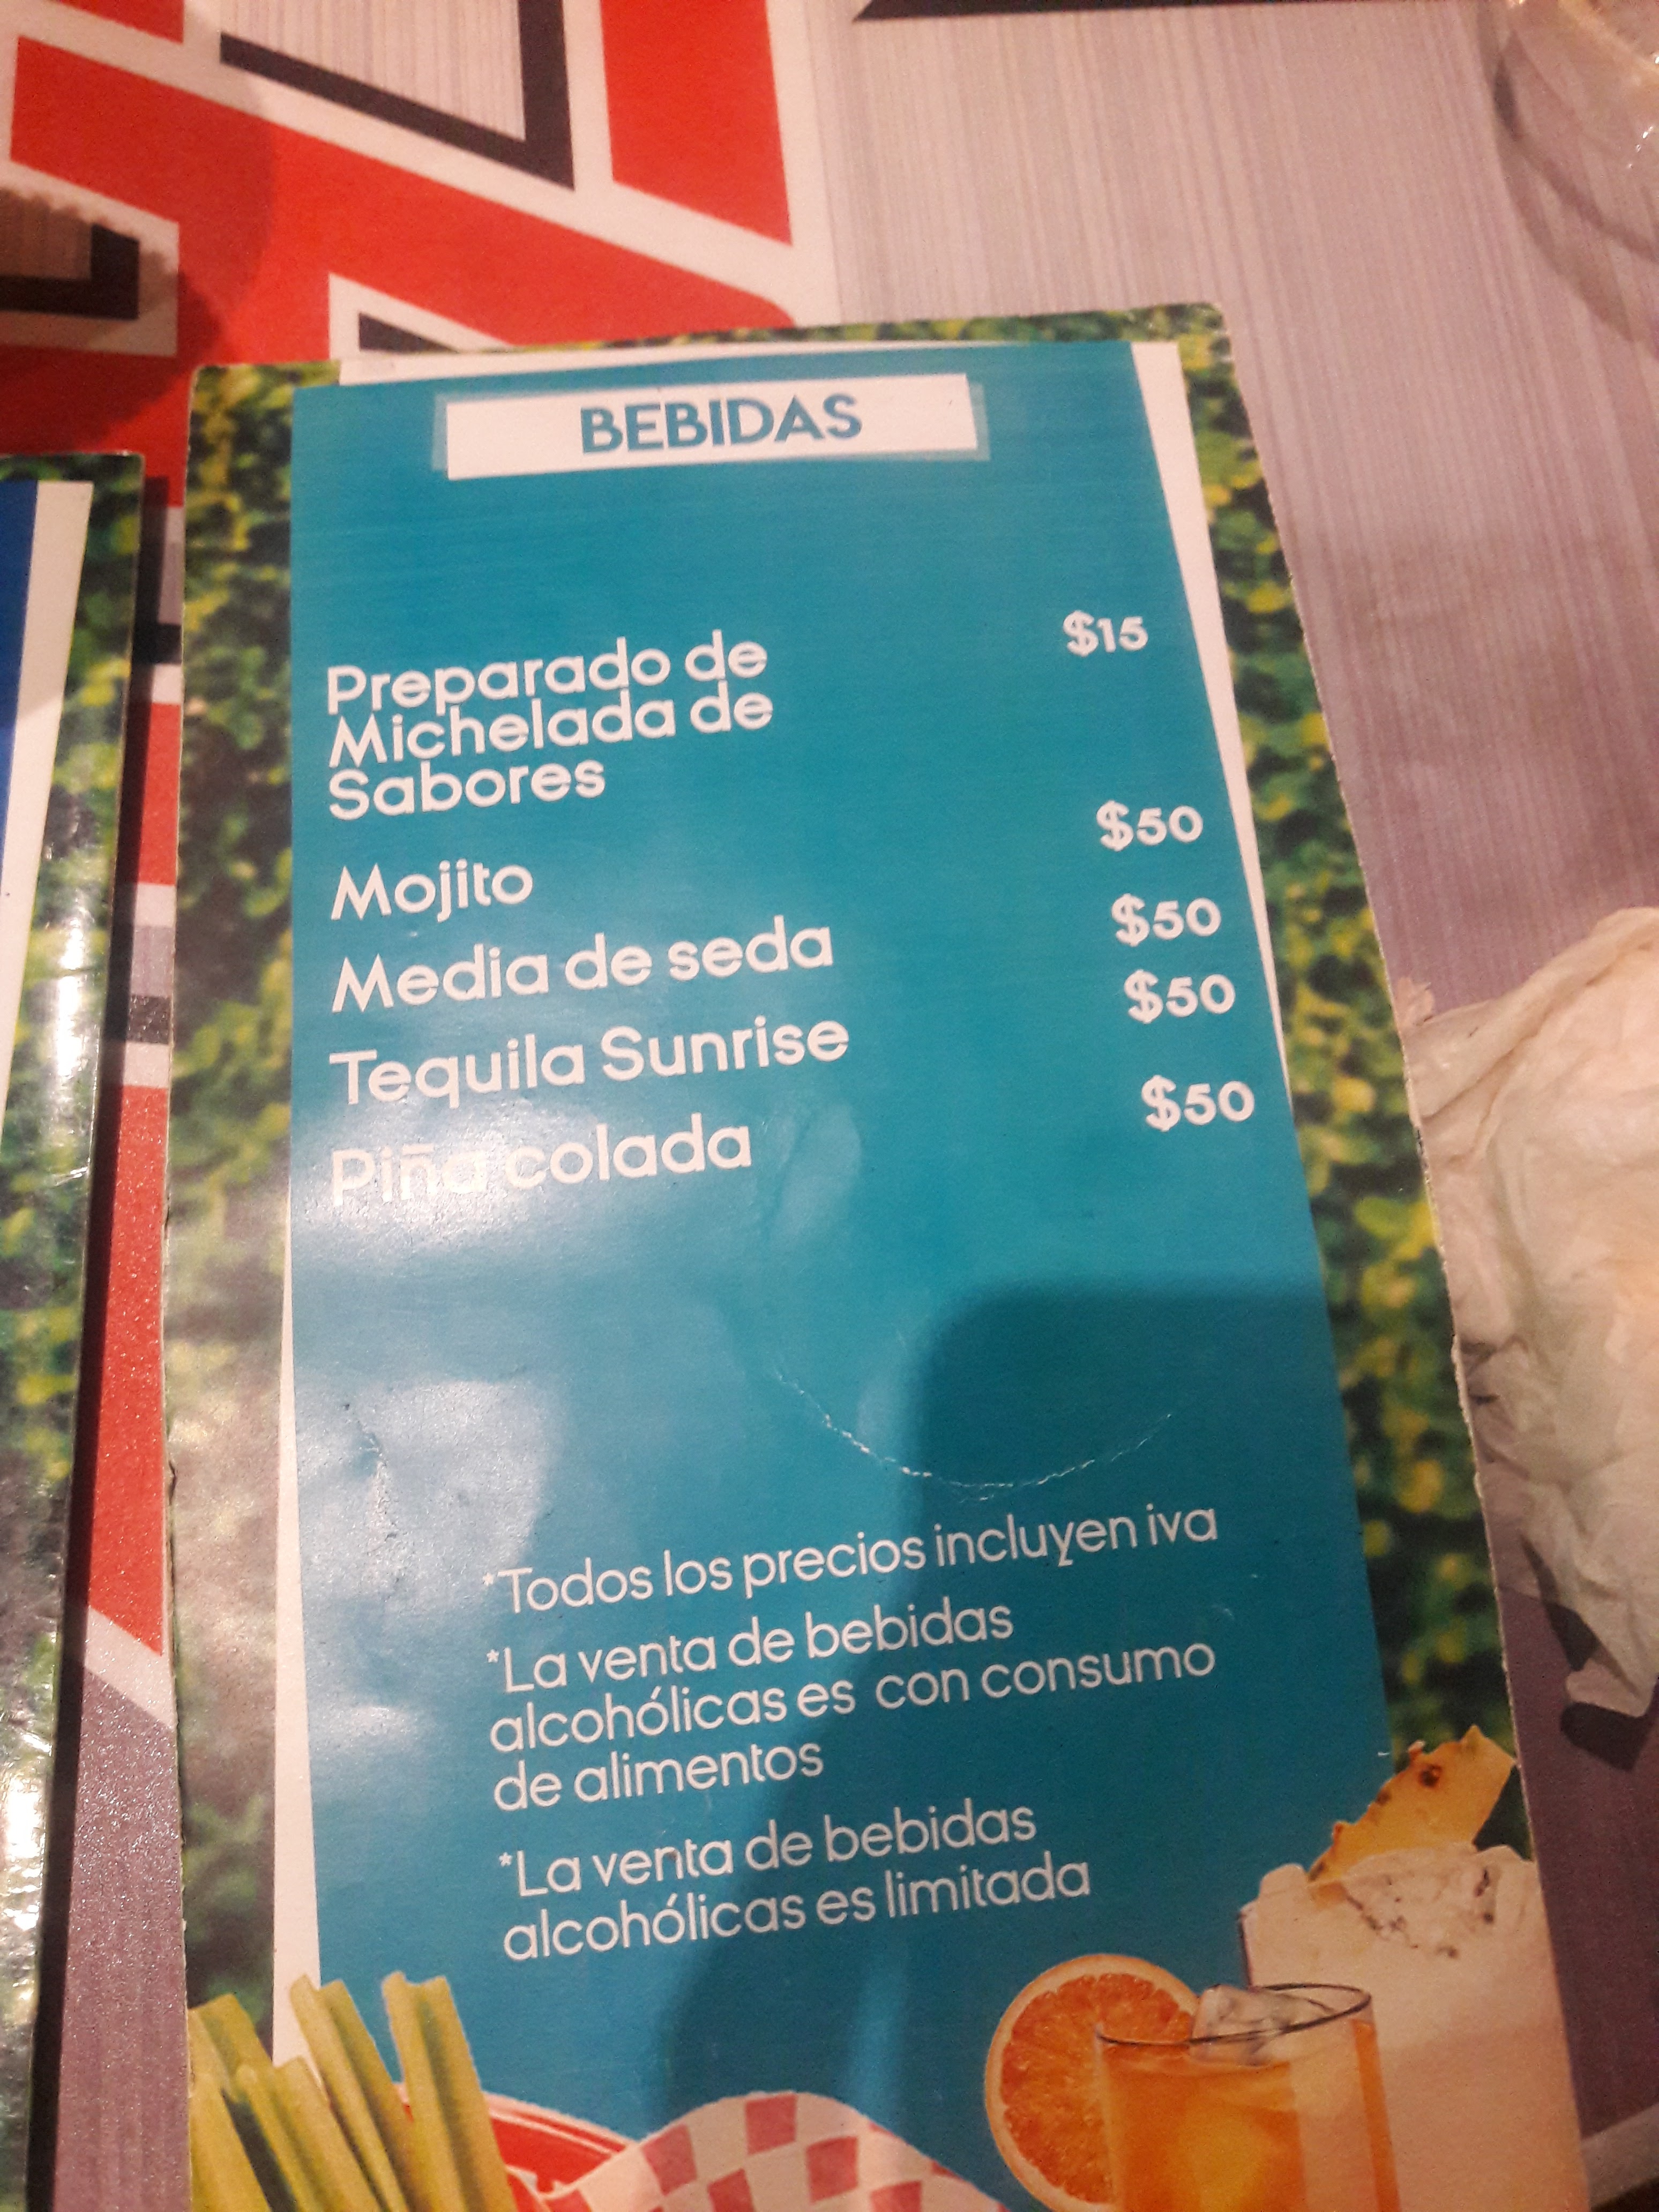 BEBIDAS
Preparado de $15
Michelada de
Sabores
Mojito $50
Media de seda $50
Tequila Sunrise $50
Piña colada $50
*Todos los precios incluyen iva
*La venta de bebidas
alcohólicas es con consumo
de alimentos
*La venta de bebidas
alcohólicas es limitada